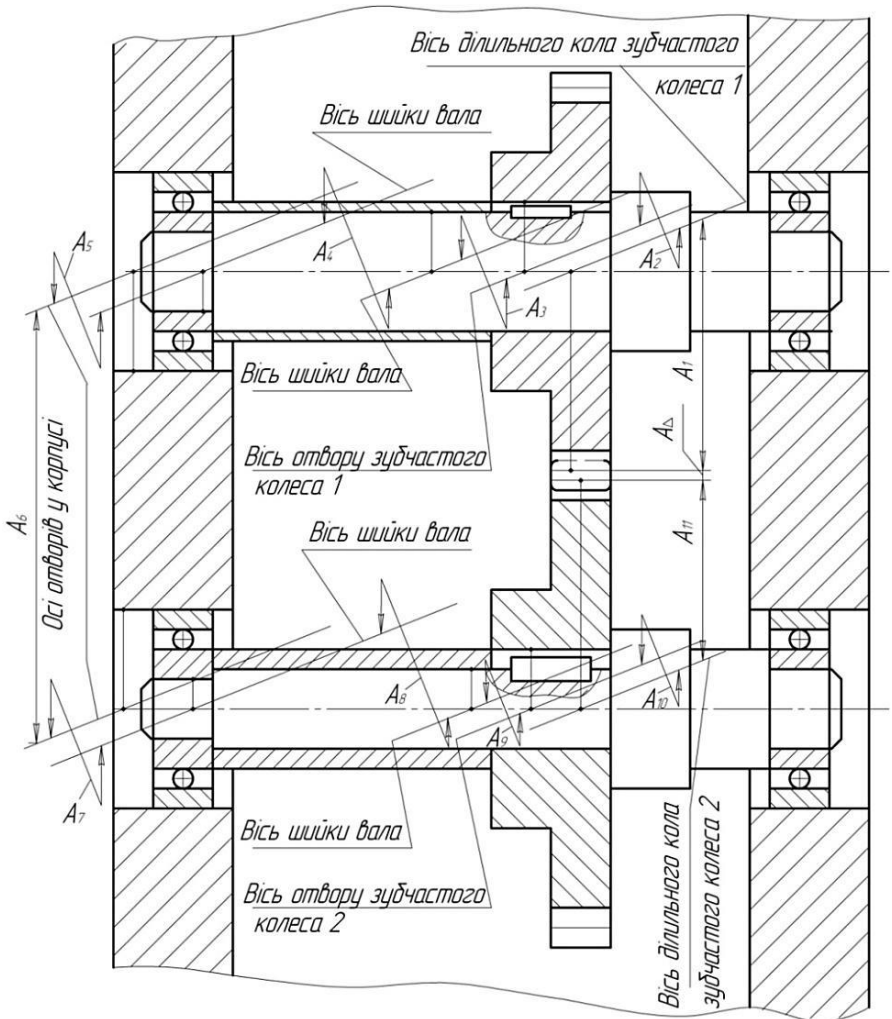 Вісь ділильного кола зубчастого
колеса 1
Вісь шийки вала
A₄
A₅
A₂
A₃
A₁
Вісь шийки вала
A△
Вісь отвору зубчастого
колеса 1
A₆
Осі отворів у корпусі
Вісь шийки вала
A₁₁
A₈
A₉
A₁₀
A₇
Вісь шийки вала
Вісь отвору зубчастого
колеса 2
Вісь ділильного кола
зубчастого колеса 2